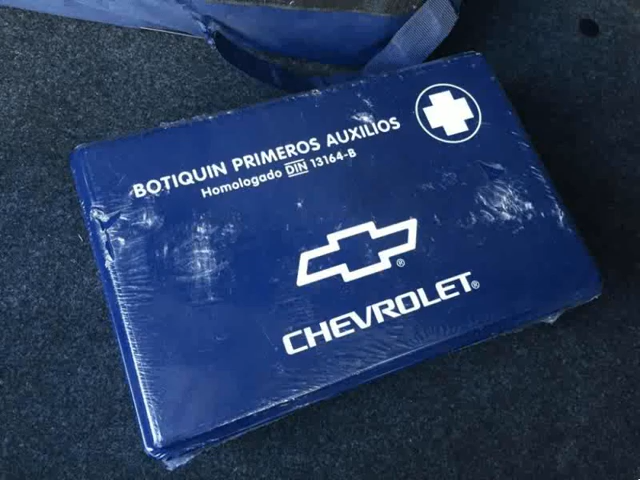 BOTIQUIN PRIMEROS AUXILIOS
Homologado DIN 13164-B
®
CHEVROLET®